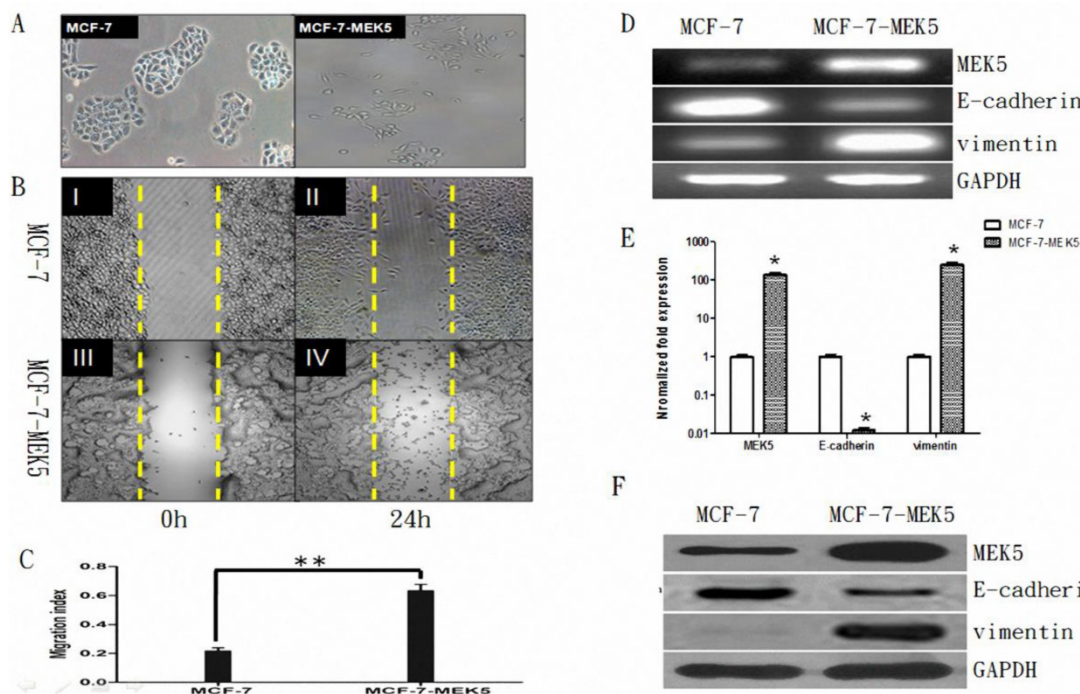 A
MCF-7
MCF-7-MEK5
B
MCF-7
I
II
MCF-7-MEK5
III
IV
0h
24h
C
**
Migration index
0.8
0.6
0.4
0.2
0.0
MCF-7
MCF-7-MEK5
D
MCF-7
MCF-7-MEK5
MEK5
E-cadherin
vimentin
GAPDH
E
MCF-7
MCF-7-MEK5
Nrromalized fold expression
1000
100
10
1
0.1
0.01
*
*
*
MEK5
E-cadherin
vimentin
F
MCF-7
MCF-7-MEK5
MEK5
E-cadheri
vimentin
GAPDH